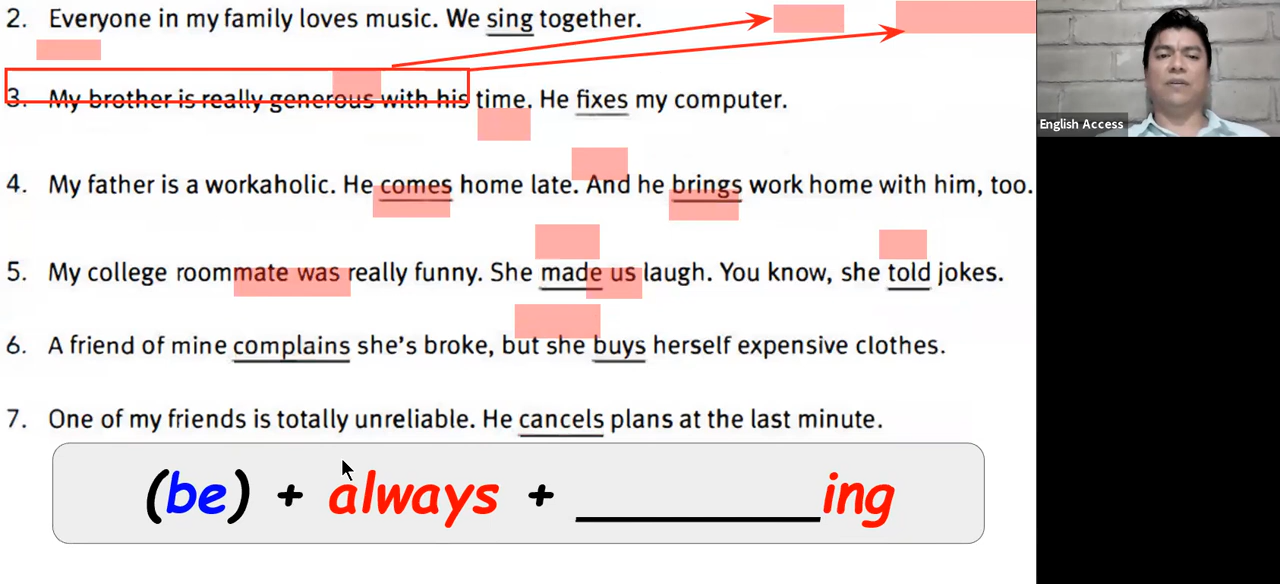 2. Everyone in my family loves music. We sing together.
3. My brother is really generous with his time. He fixes my computer.
4. My father is a workaholic. He comes home late. And he brings work home with him, too.
5. My college roommate was really funny. She made us laugh. You know, she told jokes.
6. A friend of mine complains she's broke, but she buys herself expensive clothes.
7. One of my friends is totally unreliable. He cancels plans at the last minute.
(be) + always + __________ing
English Access